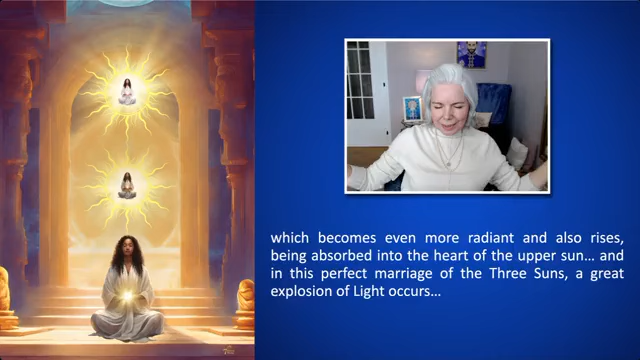 which becomes even more radiant and also rises,
being absorbed into the heart of the upper sun… and
in this perfect marriage of the Three Suns, a great
explosion of Light occurs…